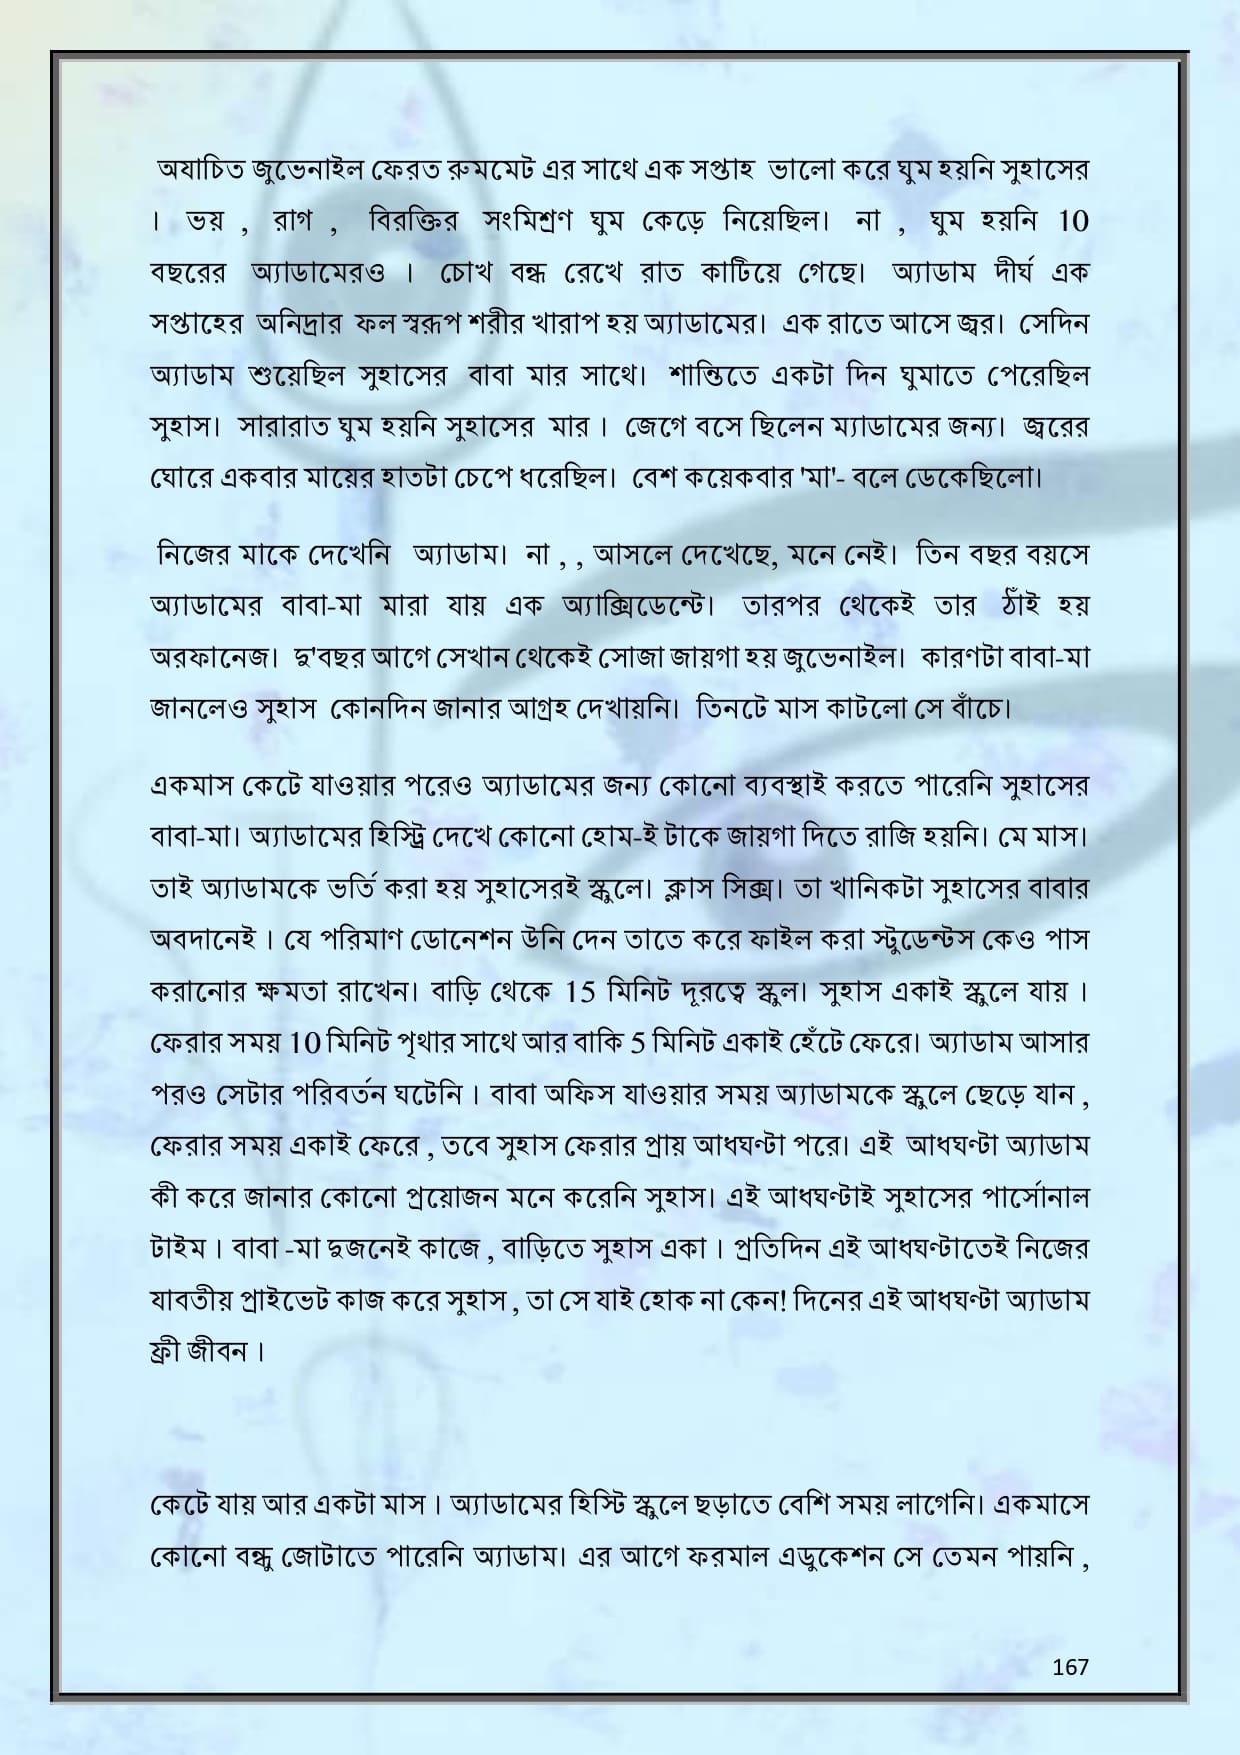 অযাচিত জুভেনাইল ফেরত রুমমেট এর সাথে এক সপ্তাহ ভালো করে ঘুম হয়নি সুহাসের
। ভয় , রাগ , বিরক্তির সংমিশ্রণ ঘুম কেড়ে নিয়েছিল। না , ঘুম হয়নি 10
বছরের অ্যাডামেরও । চোখ বন্ধ রেখে রাত কাটিয়ে গেছে। অ্যাডাম দীর্ঘ এক
সপ্তাহের অনিদ্রার ফল স্বরূপ শরীর খারাপ হয় অ্যাডামের। এক রাতে আসে জ্বর। সেদিন
অ্যাডাম শুয়েছিল সুহাসের বাবা মার সাথে। শান্তিতে একটা দিন ঘুমাতে পেরেছিল
সুহাস। সারারাত ঘুম হয়নি সুহাসের মার । জেগে বসে ছিলেন ম্যাডামের জন্য। জ্বরের
ঘোরে একবার মায়ের হাতটা চেপে ধরেছিল। বেশ কয়েকবার 'মা'- বলে ডেকেছিলো।
নিজের মাকে দেখেনি অ্যাডাম। না , , আসলে দেখেছে, মনে নেই। তিন বছর বয়সে
অ্যাডামের বাবা-মা মারা যায় এক অ্যাক্সিডেন্টে। তারপর থেকেই তার ঠাঁই হয়
অরফানেজ। দু'বছর আগে সেখান থেকেই সোজা জায়গা হয় জুভেনাইল। কারণটা বাবা-মা
জানলেও সুহাস কোনদিন জানার আগ্রহ দেখায়নি। তিনটে মাস কাটলো সে বাঁচে।
একমাস কেটে যাওয়ার পরেও অ্যাডামের জন্য কোনো ব্যবস্থাই করতে পারেনি সুহাসের
বাবা-মা। অ্যাডামের হিস্ট্রি দেখে কোনো হোম-ই টাকে জায়গা দিতে রাজি হয়নি। মে মাস।
তাই অ্যাডামকে ভর্তি করা হয় সুহাসেরই স্কুলে। ক্লাস সিক্স। তা খানিকটা সুহাসের বাবার
অবদানেই । যে পরিমাণ ডোনেশন উনি দেন তাতে করে ফাইল করা স্টুডেন্টস কেও পাস
করানোর ক্ষমতা রাখেন। বাড়ি থেকে 15 মিনিট দূরত্বে স্কুল। সুহাস একাই স্কুলে যায় ।
ফেরার সময় 10 মিনিট পৃথার সাথে আর বাকি 5 মিনিট একাই হেঁটে ফেরে। অ্যাডাম আসার
পরও সেটার পরিবর্তন ঘটেনি । বাবা অফিস যাওয়ার সময় অ্যাডামকে স্কুলে ছেড়ে যান ,
ফেরার সময় একাই ফেরে , তবে সুহাস ফেরার প্রায় আধঘণ্টা পরে। এই আধঘণ্টা অ্যাডাম
কী করে জানার কোনো প্রয়োজন মনে করেনি সুহাস। এই আধঘণ্টাই সুহাসের পার্সোনাল
টাইম । বাবা -মা দুজনেই কাজে , বাড়িতে সুহাস একা । প্রতিদিন এই আধঘণ্টাতেই নিজের
যাবতীয় প্রাইভেট কাজ করে সুহাস , তা সে যাই হোক না কেন! দিনের এই আধঘণ্টা অ্যাডাম
ফ্রী জীবন ।
কেটে যায় আর একটা মাস । অ্যাডামের হিস্টি স্কুলে ছড়াতে বেশি সময় লাগেনি। একমাসে
কোনো বন্ধু জোটাতে পারেনি অ্যাডাম। এর আগে ফরমাল এডুকেশন সে তেমন পায়নি ,
167